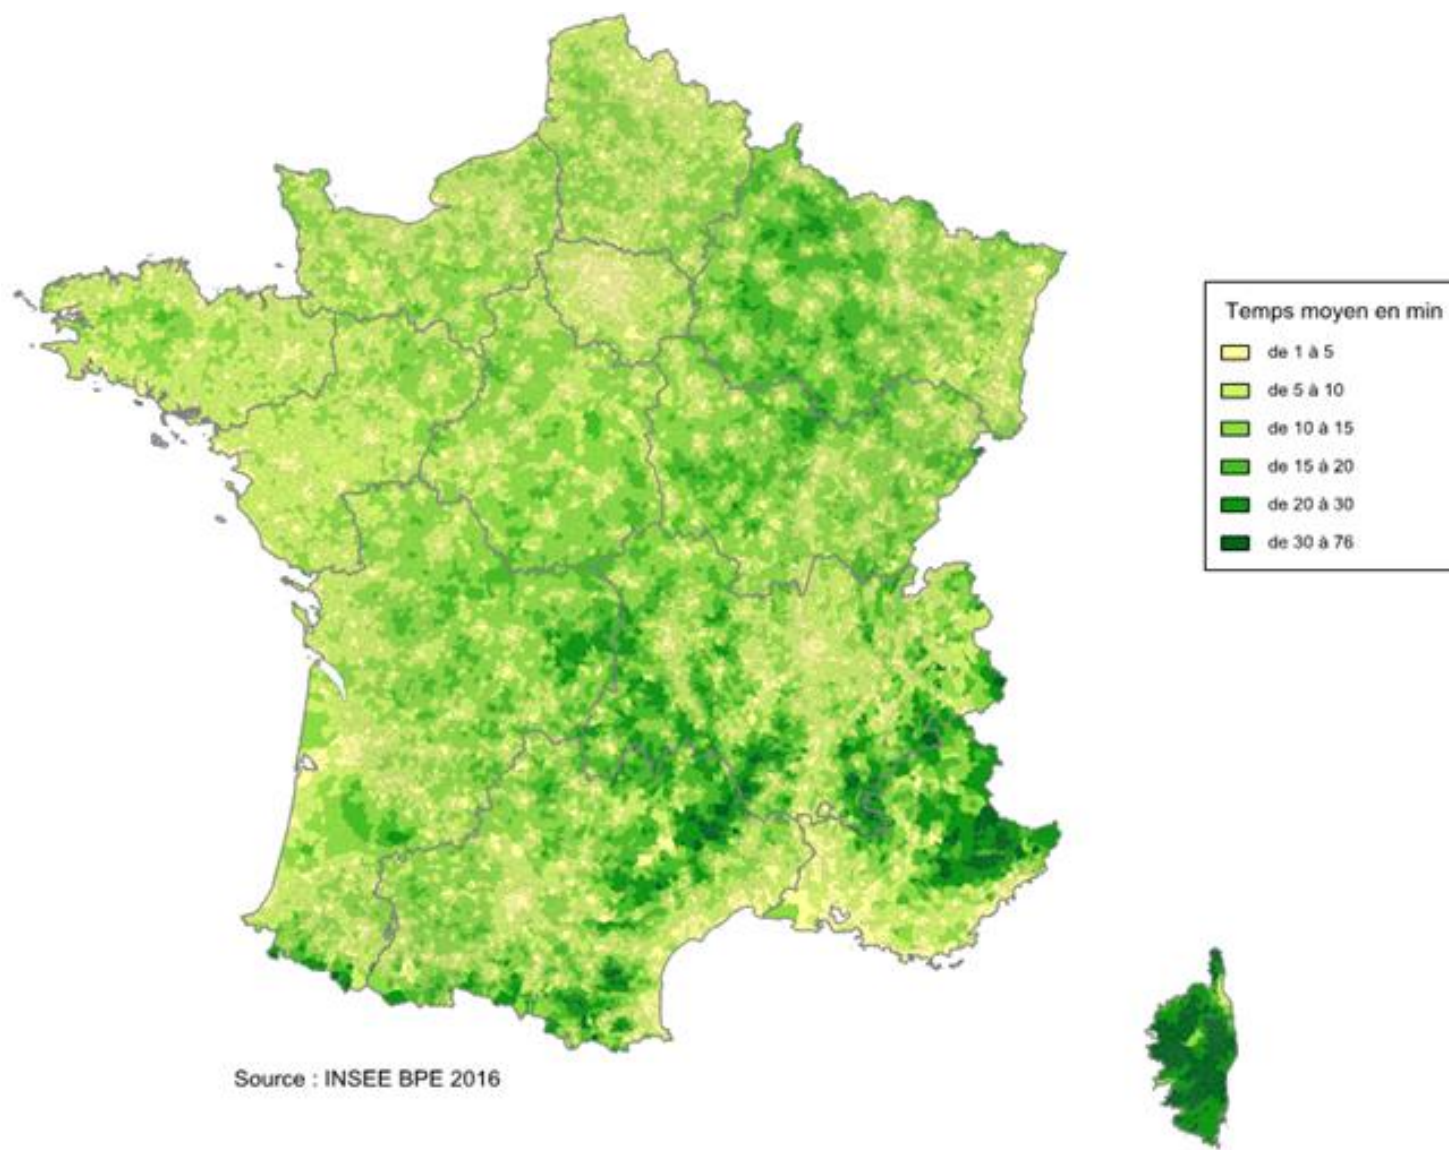 Temps moyen en min
de 1 à 5
de 5 à 10
de 10 à 15
de 15 à 20
de 20 à 30
de 30 à 76
Source : INSEE BPE 2016